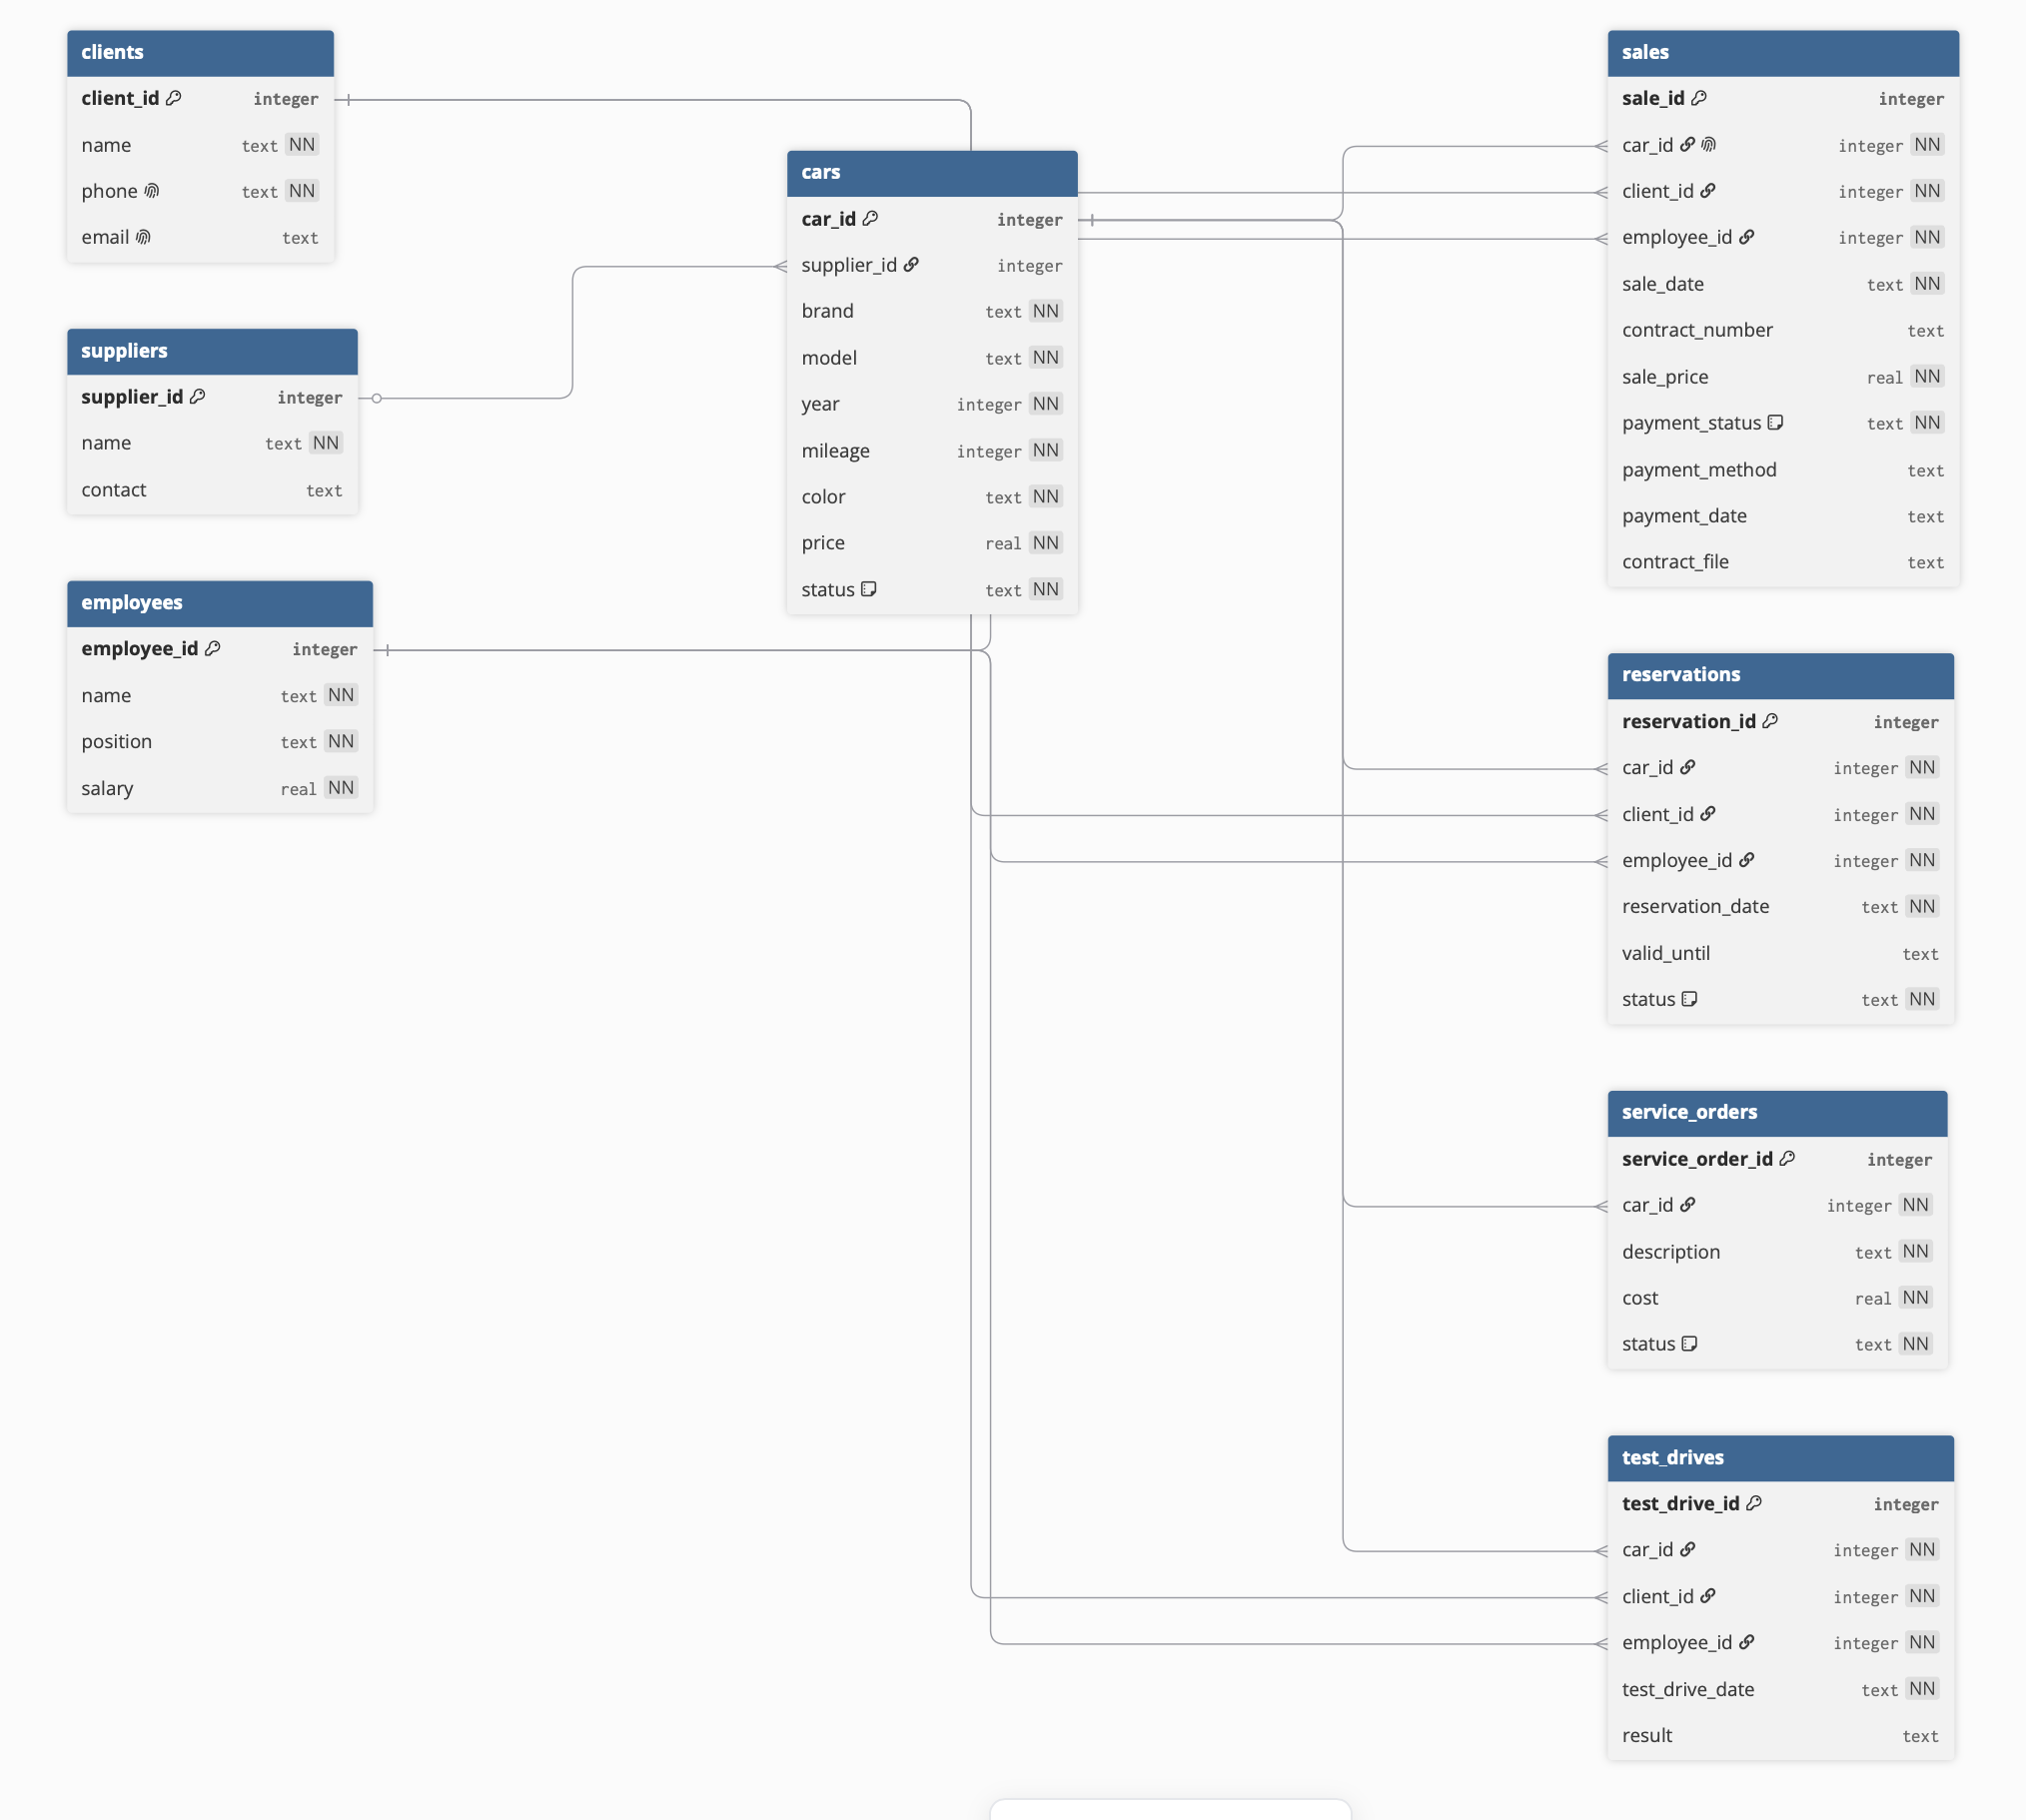 clients
client_id integer
name text NN
phone text NN
email text
suppliers
supplier_id integer
name text NN
contact text
employees
employee_id integer
name text NN
position text NN
salary real NN
cars
car_id integer
supplier_id integer
brand text NN
model text NN
year integer NN
mileage integer NN
color text NN
price real NN
status text NN
sales
sale_id integer
car_id integer NN
client_id integer NN
employee_id integer NN
sale_date text NN
contract_number text
sale_price real NN
payment_status text NN
payment_method text
payment_date text
contract_file text
reservations
reservation_id integer
car_id integer NN
client_id integer NN
employee_id integer NN
reservation_date text NN
valid_until text
status text NN
service_orders
service_order_id integer
car_id integer NN
description text NN
cost real NN
status text NN
test_drives
test_drive_id integer
car_id integer NN
client_id integer NN
employee_id integer NN
test_drive_date text NN
result text